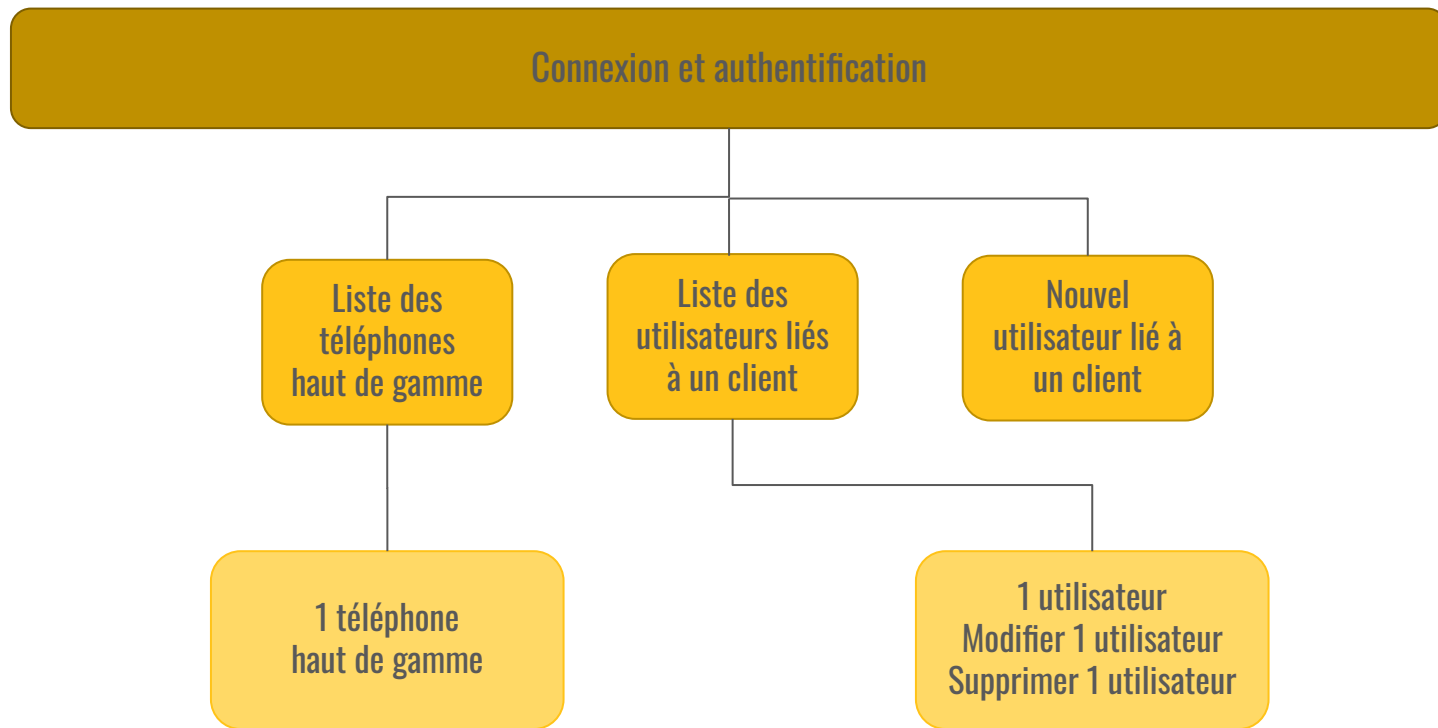 Connexion et authentification
Liste des
téléphones
haut de gamme
Liste des
utilisateurs liés
à un client
Nouvel
utilisateur lié à
un client
1 téléphone
haut de gamme
1 utilisateur
Modifier 1 utilisateur
Supprimer 1 utilisateur